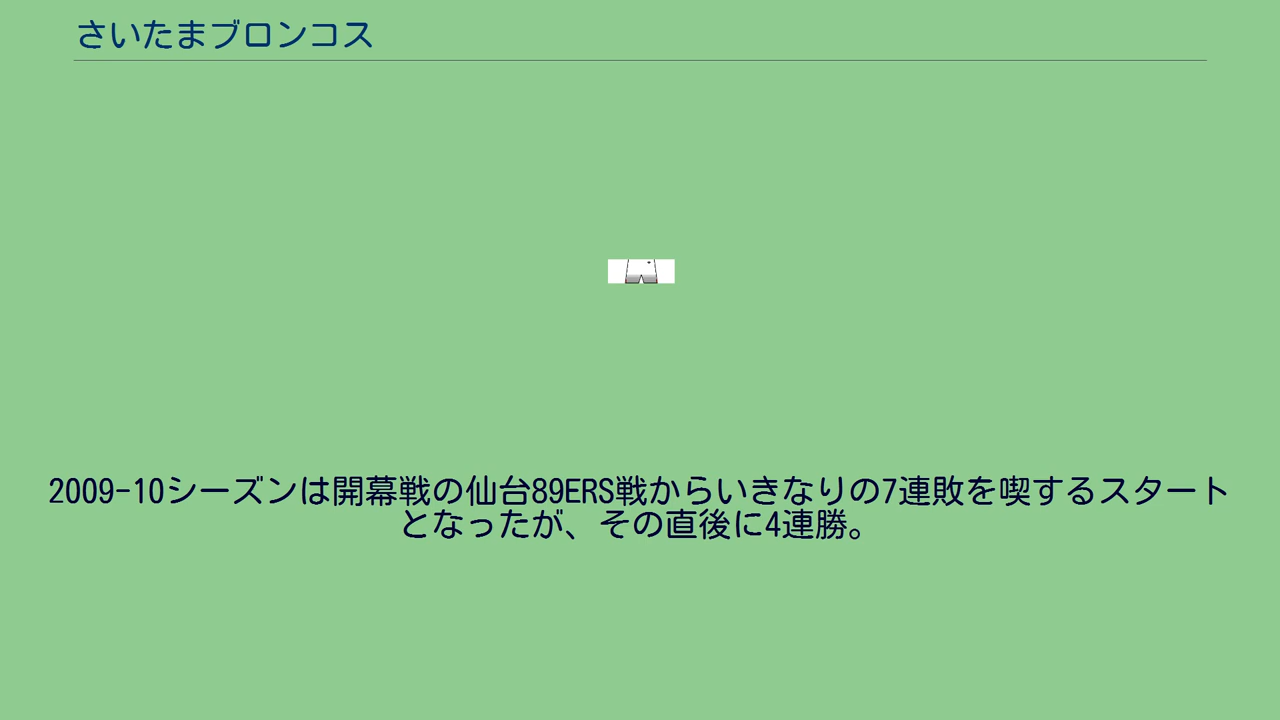 さいたまブロンコス
2009-10シーズンは開幕戦の仙台89ERS戦からいきなりの7連敗を喫するスタート
となったが、その直後に4連勝。